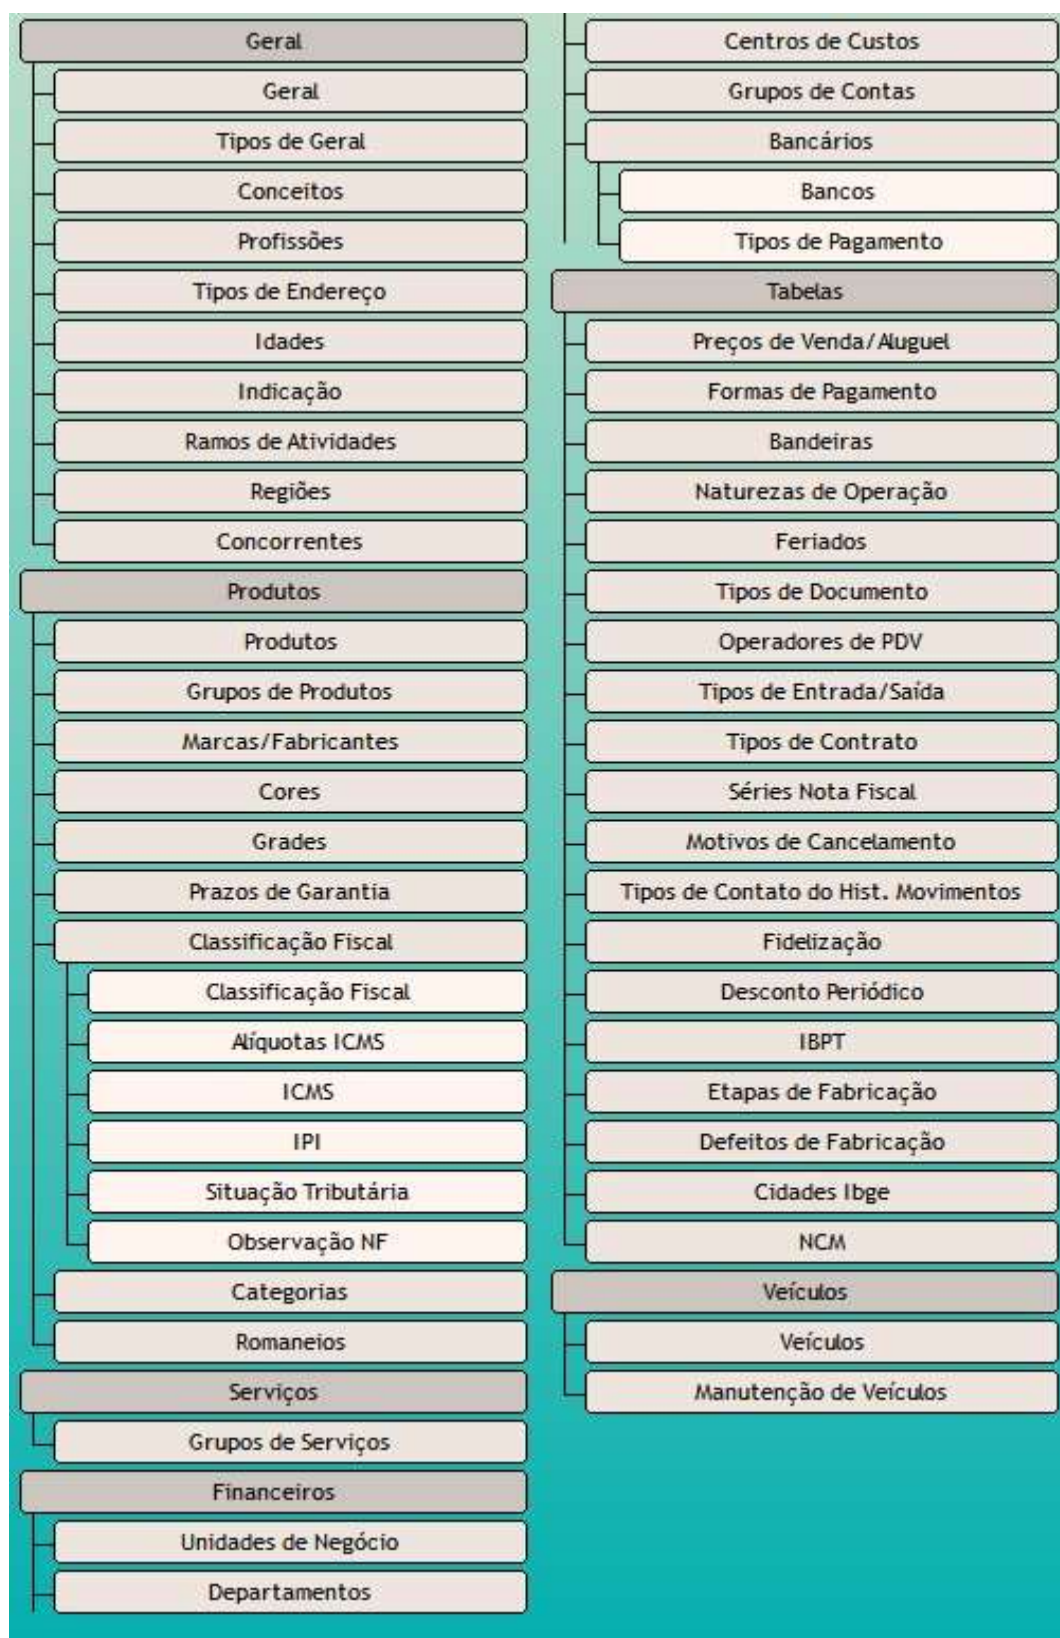 Geral
Geral
Tipos de Geral
Conceitos
Profissões
Tipos de Endereço
Idades
Indicação
Ramos de Atividades
Regiões
Concorrentes
Produtos
Produtos
Grupos de Produtos
Marcas/Fabricantes
Cores
Grades
Prazos de Garantia
Classificação Fiscal
Classificação Fiscal
Alíquotas ICMS
ICMS
IPI
Situação Tributária
Observação NF
Categorias
Romaneios
Serviços
Grupos de Serviços
Financeiros
Unidades de Negócio
Departamentos
Centros de Custos
Grupos de Contas
Bancários
Bancos
Tipos de Pagamento
Tabelas
Preços de Venda/Aluguel
Formas de Pagamento
Bandeiras
Naturezas de Operação
Feriados
Tipos de Documento
Operadores de PDV
Tipos de Entrada/Saída
Tipos de Contrato
Séries Nota Fiscal
Motivos de Cancelamento
Tipos de Contato do Hist. Movimentos
Fidelização
Desconto Periódico
IBPT
Etapas de Fabricação
Defeitos de Fabricação
Cidades Ibge
NCM
Veículos
Veículos
Manutenção de Veículos